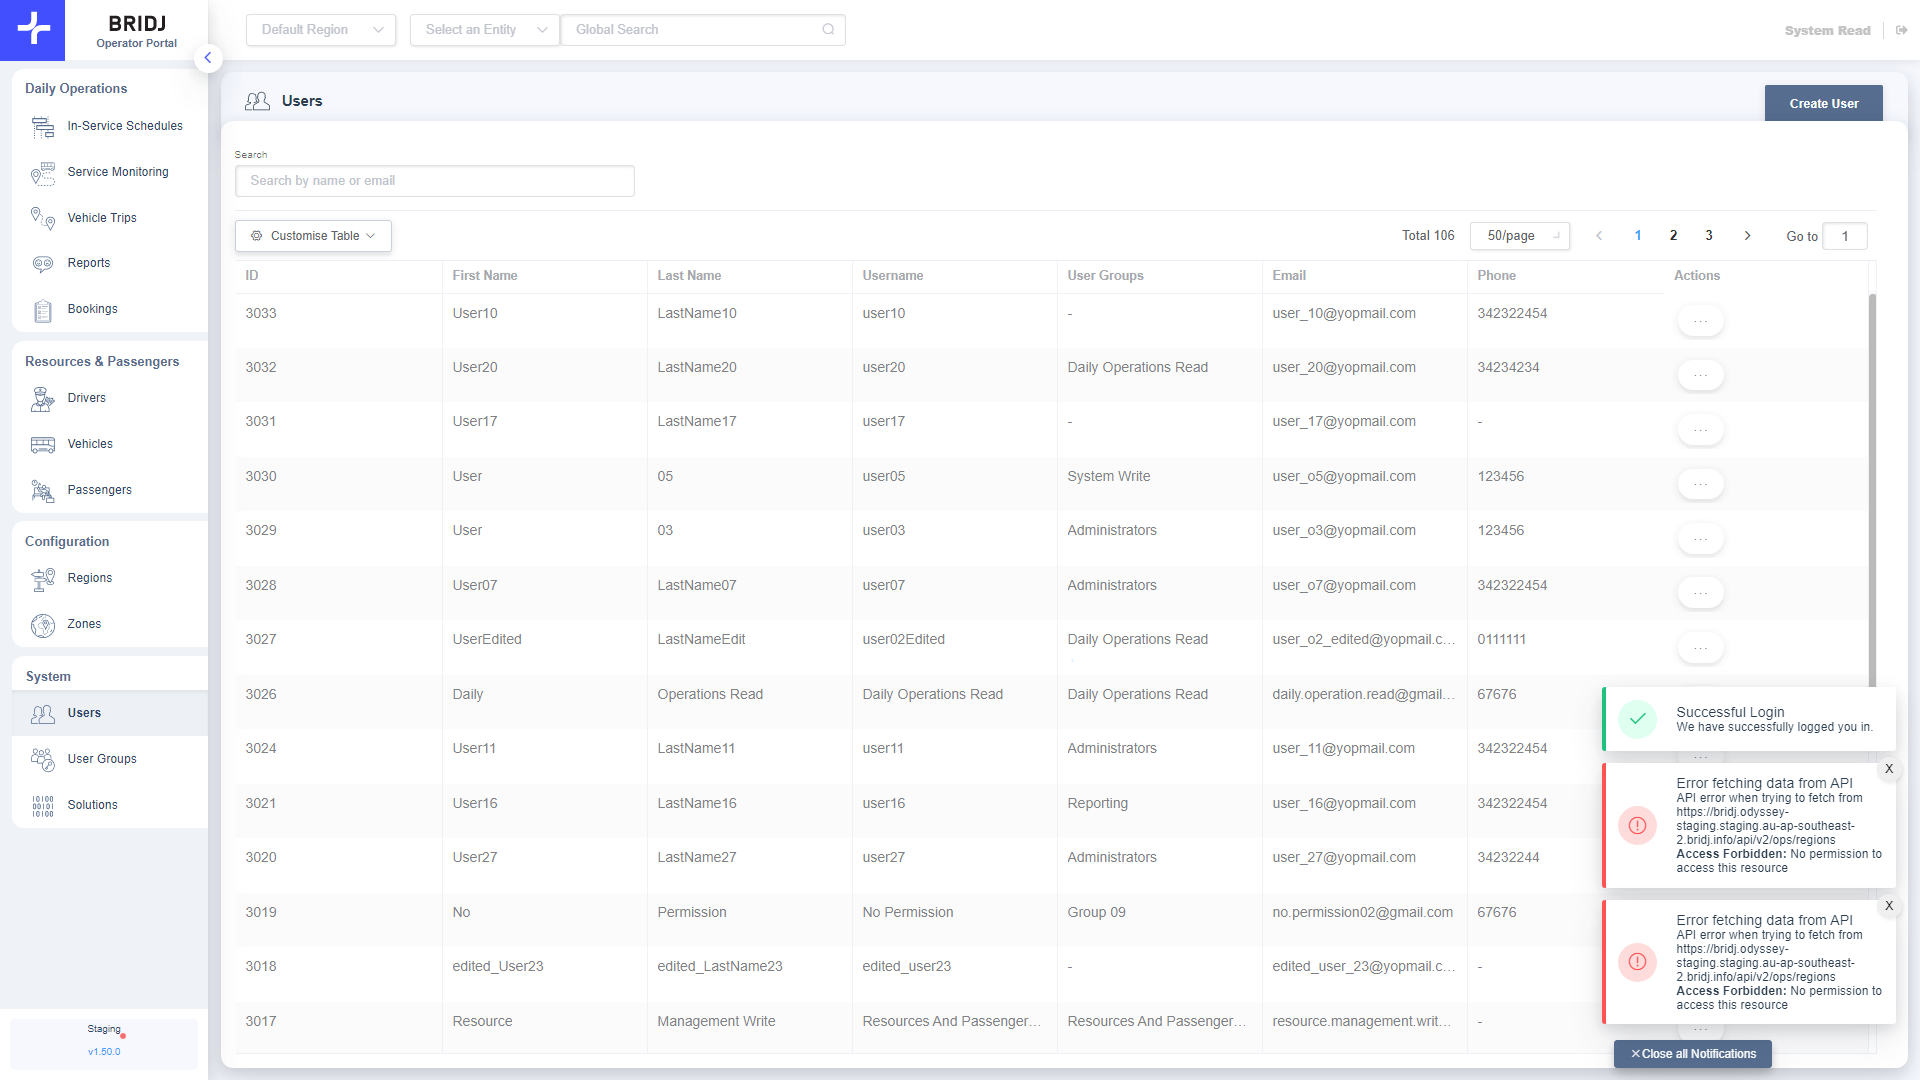 BRIDJ
Operator Portal
Default Region
Select an Entity
Global Search
System Read
Daily Operations
In-Service Schedules
Service Monitoring
Vehicle Trips
Reports
Bookings
Resources & Passengers
Drivers
Vehicles
Passengers
Configuration
Regions
Zones
System
Users
User Groups
Solutions
Staging
v1.50.0
Users
Create User
Search
Search by name or email
Customise Table
Total 106
50/page
1 2 3
Go to 1
ID First Name Last Name Username User Groups Email Phone Actions
3033 User10 LastName10 user10 - user_10@yopmail.com 342322454 ...
3032 User20 LastName20 user20 Daily Operations Read user_20@yopmail.com 34234234 ...
3031 User17 LastName17 user17 - user_17@yopmail.com - ...
3030 User 05 user05 System Write user_o5@yopmail.com 123456 ...
3029 User 03 user03 Administrators user_o3@yopmail.com 123456 ...
3028 User07 LastName07 user07 Administrators user_o7@yopmail.com 342322454 ...
3027 UserEdited LastNameEdit user02Edited Daily Operations Read user_o2_edited@yopmail.c... 0111111 ...
3026 Daily Operations Read Daily Operations Read Daily Operations Read daily.operation.read@gmail... 67676
3024 User11 LastName11 user11 Administrators user_11@yopmail.com 342322454 ...
3021 User16 LastName16 user16 Reporting user_16@yopmail.com 342322454
3020 User27 LastName27 user27 Administrators user_27@yopmail.com 34232244
3019 No Permission No Permission Group 09 no.permission02@gmail.com 67676
3018 edited_User23 edited_LastName23 edited_user23 - edited_user_23@yopmail.c... -
3017 Resource Management Write Resources And Passenger... Resources And Passenger... resource.management.writ... - ...
Successful Login
We have successfully logged you in.
X
Error fetching data from API
API error when trying to fetch from
https://bridj.odyssey-
staging.staging.au-ap-southeast-
2.bridj.info/api/v2/ops/regions
Access Forbidden: No permission to
access this resource
X
Error fetching data from API
API error when trying to fetch from
https://bridj.odyssey-
staging.staging.au-ap-southeast-
2.bridj.info/api/v2/ops/regions
Access Forbidden: No permission to
access this resource
✕Close all Notifications